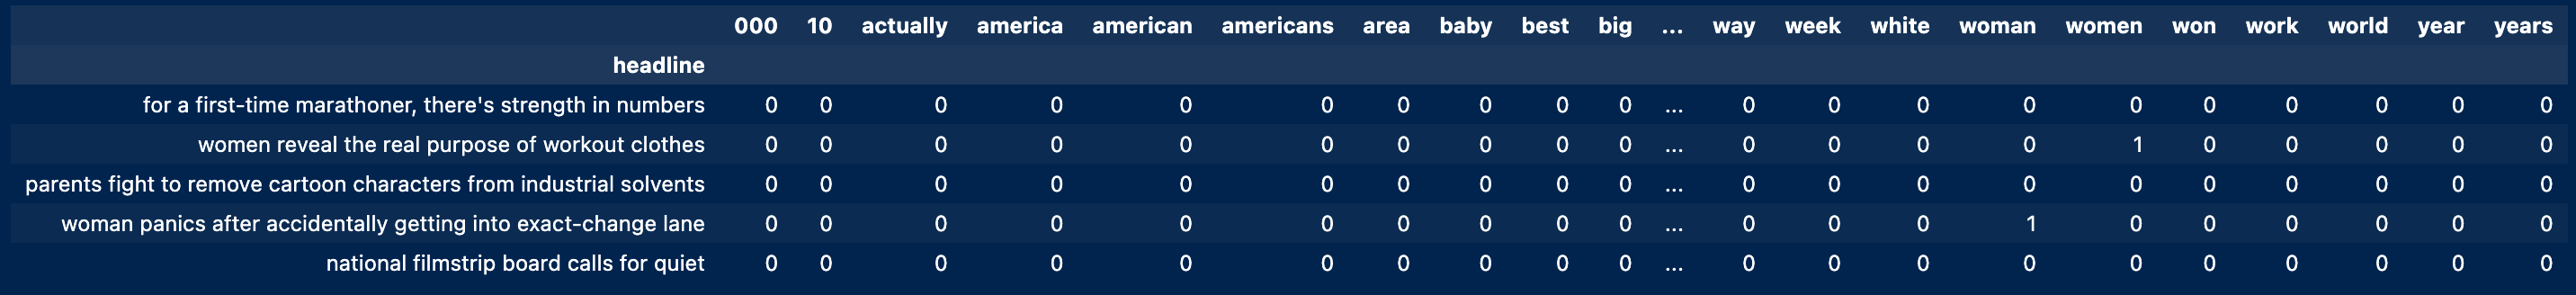 000 10 actually america american americans area baby best big ... way week white woman women won work world year years
headline
for a first-time marathoner, there's strength in numbers 0 0 0 0 0 0 0 0 0 0 ... 0 0 0 0 0 0 0 0 0 0
women reveal the real purpose of workout clothes 0 0 0 0 0 0 0 0 0 0 ... 0 0 0 0 1 0 0 0 0 0
parents fight to remove cartoon characters from industrial solvents 0 0 0 0 0 0 0 0 0 0 ... 0 0 0 0 0 0 0 0 0 0
woman panics after accidentally getting into exact-change lane 0 0 0 0 0 0 0 0 0 0 ... 0 0 0 1 0 0 0 0 0 0
national filmstrip board calls for quiet 0 0 0 0 0 0 0 0 0 0 ... 0 0 0 0 0 0 0 0 0 0